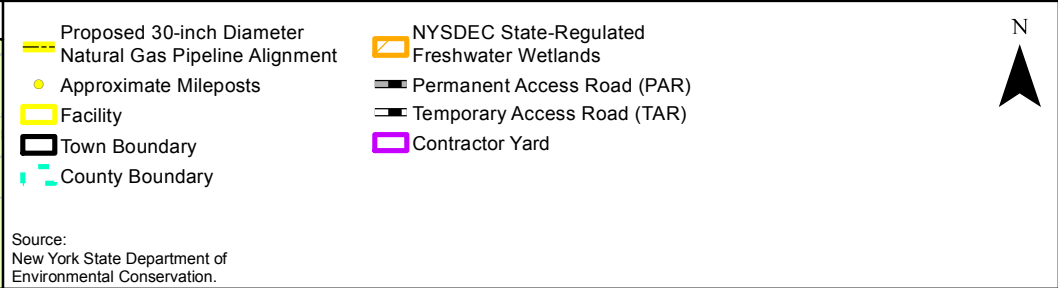 Proposed 30-inch Diameter
Natural Gas Pipeline Alignment
Approximate Mileposts
Facility
Town Boundary
County Boundary
NYSDEC State-Regulated
Freshwater Wetlands
Permanent Access Road (PAR)
Temporary Access Road (TAR)
Contractor Yard
N
Source:
New York State Department of
Environmental Conservation.